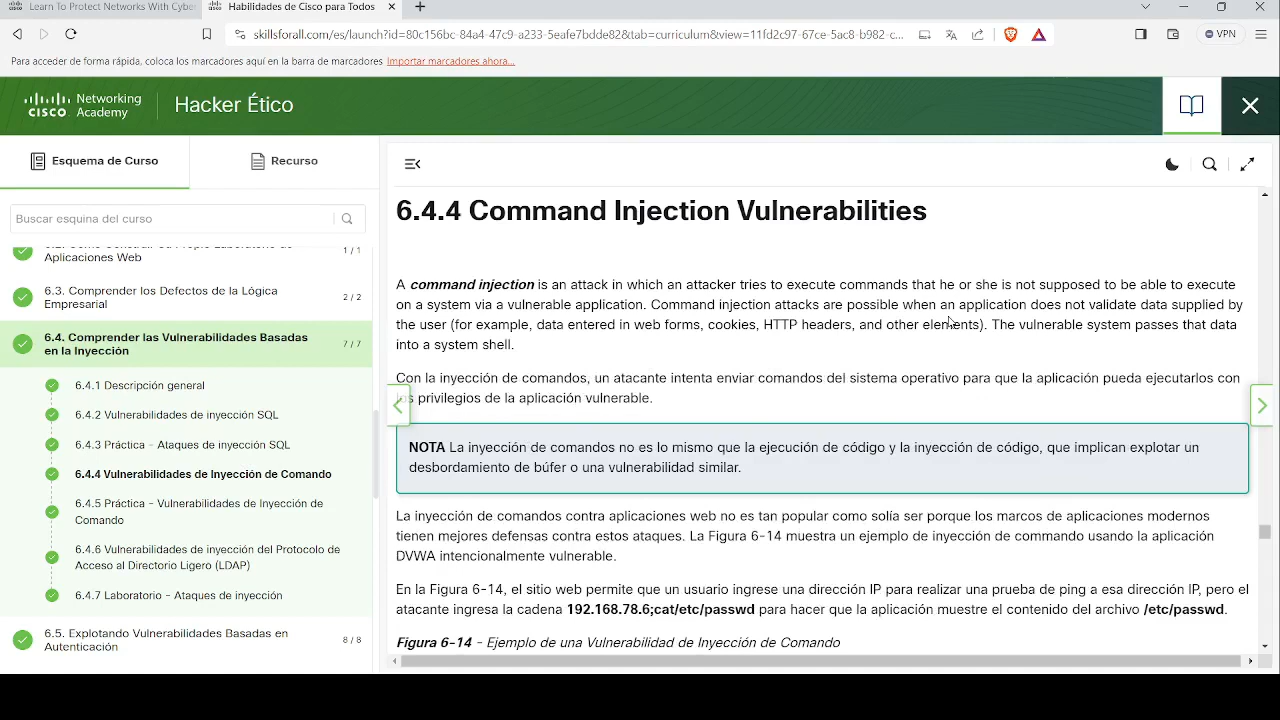 Learn To Protect Networks With Cybe
Habilidades de Cisco para Todos
skillsforall.com/es/launch?id=80c156bc-84a4-47c9-a233-5eafe7bdde82&tab=curriculum&view=11fd2c97-67ce-5ac8-b982-c...
VPN
Para acceder de forma rápida, coloca los marcadores aquí en la barra de marcadores Importar marcadores ahora...
cisco Networking Academy
Hacker Ético
Esquema de Curso
Recurso
Buscar esquina del curso
Aplicaciones Web
1 / 1
6.3. Comprender los Defectos de la Lógica
Empresarial
2 / 2
6.4. Comprender las Vulnerabilidades Basadas
en la Inyección
7 / 7
6.4.1 Descripción general
6.4.2 Vulnerabilidades de inyección SQL
6.4.3 Práctica - Ataques de inyección SQL
6.4.4 Vulnerabilidades de Inyección de Comando
6.4.5 Práctica - Vulnerabilidades de Inyección de
Comando
6.4.6 Vulnerabilidades de inyección del Protocolo de
Acceso al Directorio Ligero (LDAP)
6.4.7 Laboratorio - Ataques de inyección
6.5. Explotando Vulnerabilidades Basadas en
Autenticación
8 / 8
6.4.4 Command Injection Vulnerabilities
A command injection is an attack in which an attacker tries to execute commands that he or she is not supposed to be able to execute
on a system via a vulnerable application. Command injection attacks are possible when an application does not validate data supplied by
the user (for example, data entered in web forms, cookies, HTTP headers, and other elements). The vulnerable system passes that data
into a system shell.
Con la inyección de comandos, un atacante intenta enviar comandos del sistema operativo para que la aplicación pueda ejecutarlos con
los privilegios de la aplicación vulnerable.
NOTA La inyección de comandos no es lo mismo que la ejecución de código y la inyección de código, que implican explotar un
desbordamiento de búfer o una vulnerabilidad similar.
La inyección de comandos contra aplicaciones web no es tan popular como solía ser porque los marcos de aplicaciones modernos
tienen mejores defensas contra estos ataques. La Figura 6-14 muestra un ejemplo de inyección de comando usando la aplicación
DVWA intencionalmente vulnerable.
En la Figura 6-14, el sitio web permite que un usuario ingrese una dirección IP para realizar una prueba de ping a esa dirección IP, pero el
atacante ingresa la cadena 192.168.78.6;cat/etc/passwd para hacer que la aplicación muestre el contenido del archivo /etc/passwd.
Figura 6-14 - Ejemplo de una Vulnerabilidad de Inyección de Comando